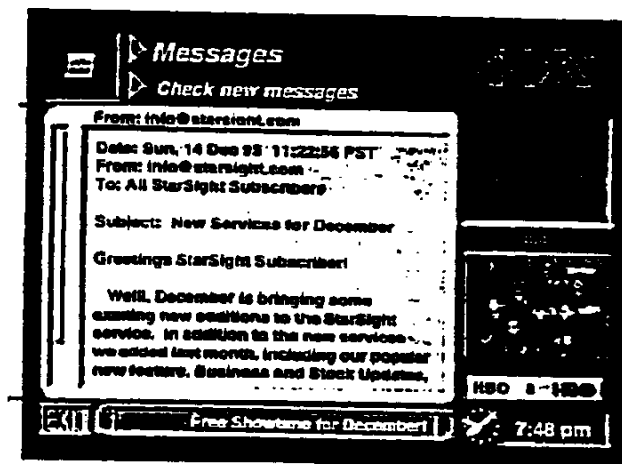 Messages
Check new messages
From: info@starsight.com
Date: Sun, 14 Dec 95 11:22:56 PST
From: info@starsight.com
To: All StarSight Subscribers
Subject: New Services for December
Greetings StarSight Subscriber!
Well, December is bringing some
exciting new additions to the StarSight
service. In addition to the new services
we added last month, including our popular
new feature, Business and Stock Updates,
HBO 8
EXIT Free Showtime for December!
7:48 pm